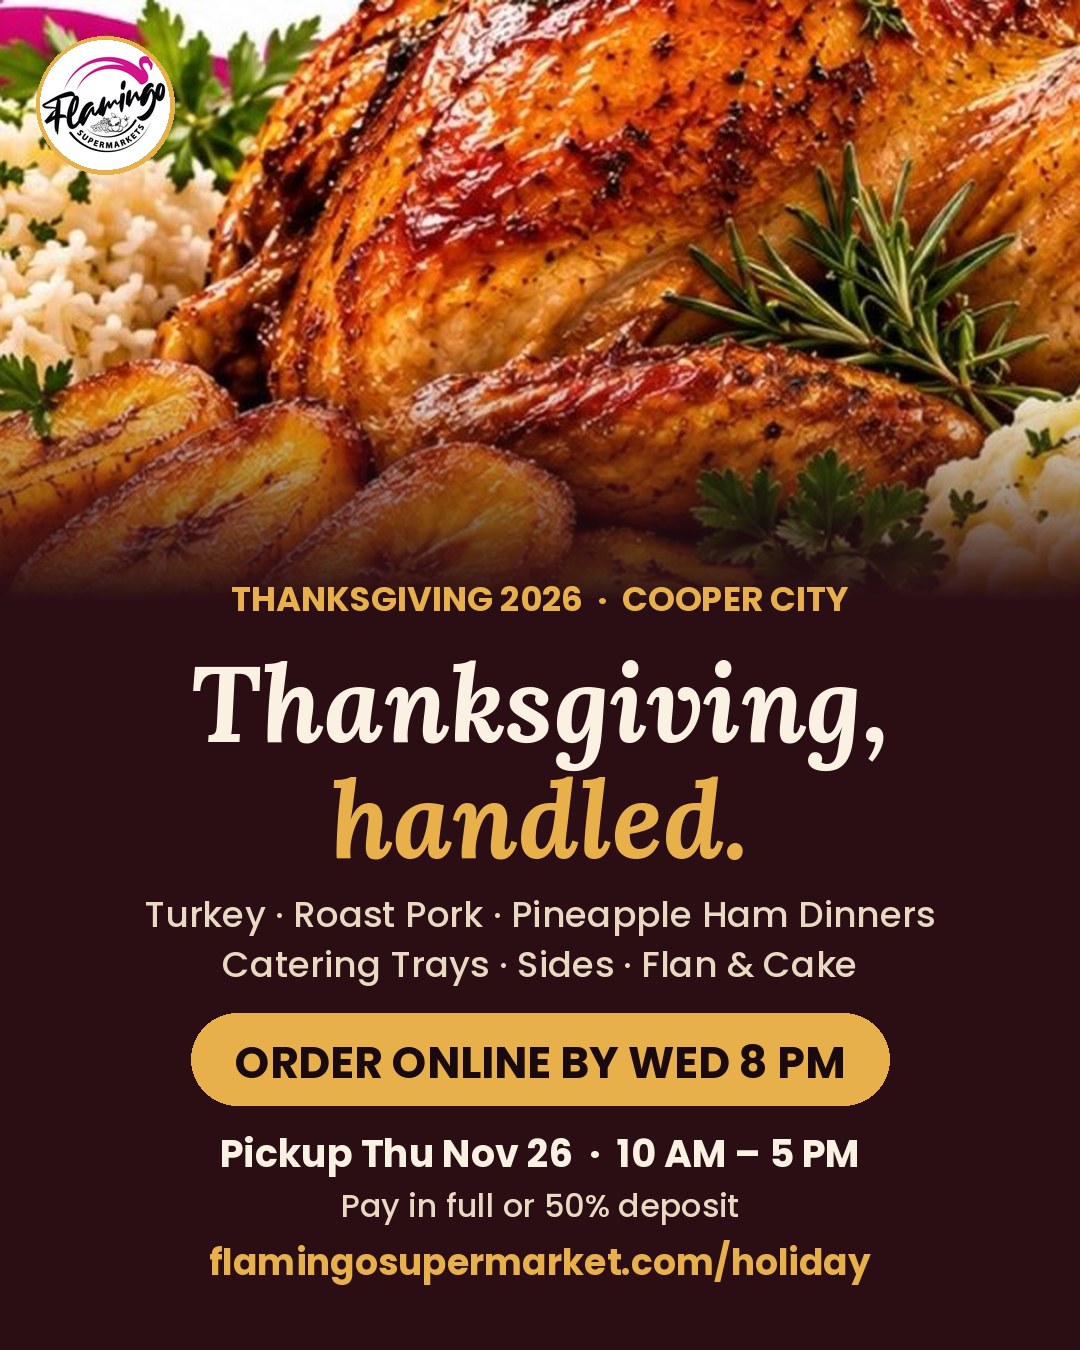 Flamingo
SUPERMARKETS
THANKSGIVING 2026 · COOPER CITY
Thanksgiving,
handled.
Turkey · Roast Pork · Pineapple Ham Dinners
Catering Trays · Sides · Flan & Cake
ORDER ONLINE BY WED 8 PM
Pickup Thu Nov 26 · 10 AM – 5 PM
Pay in full or 50% deposit
flamingosupermarket.com/holiday